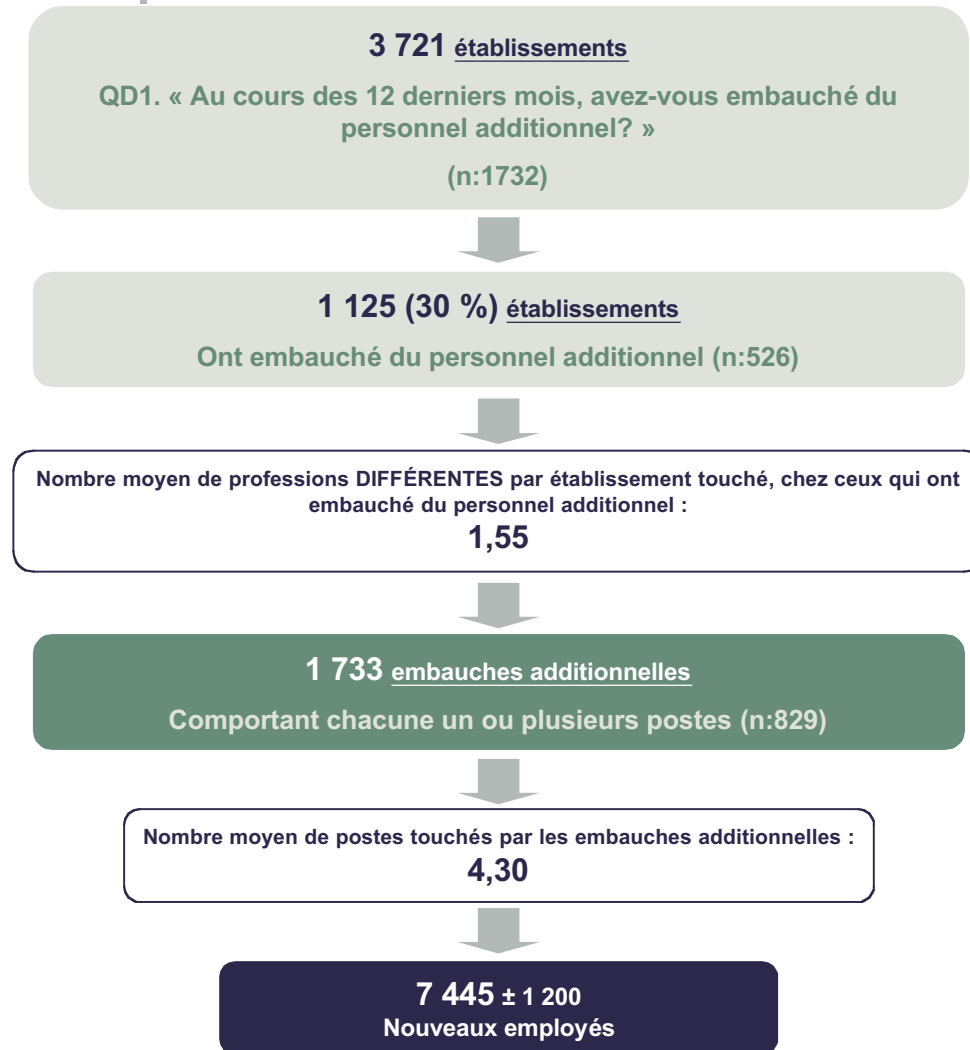 3 721 établissements
QD1. « Au cours des 12 derniers mois, avez-vous embauché du
personnel additionnel? »
(n:1732)
1 125 (30 %) établissements
Ont embauché du personnel additionnel (n:526)
Nombre moyen de professions DIFFÉRENTES par établissement touché, chez ceux qui ont
embauché du personnel additionnel :
1,55
1 733 embauches additionnelles
Comportant chacune un ou plusieurs postes (n:829)
Nombre moyen de postes touchés par les embauches additionnelles :
4,30
7 445 ± 1 200
Nouveaux employés